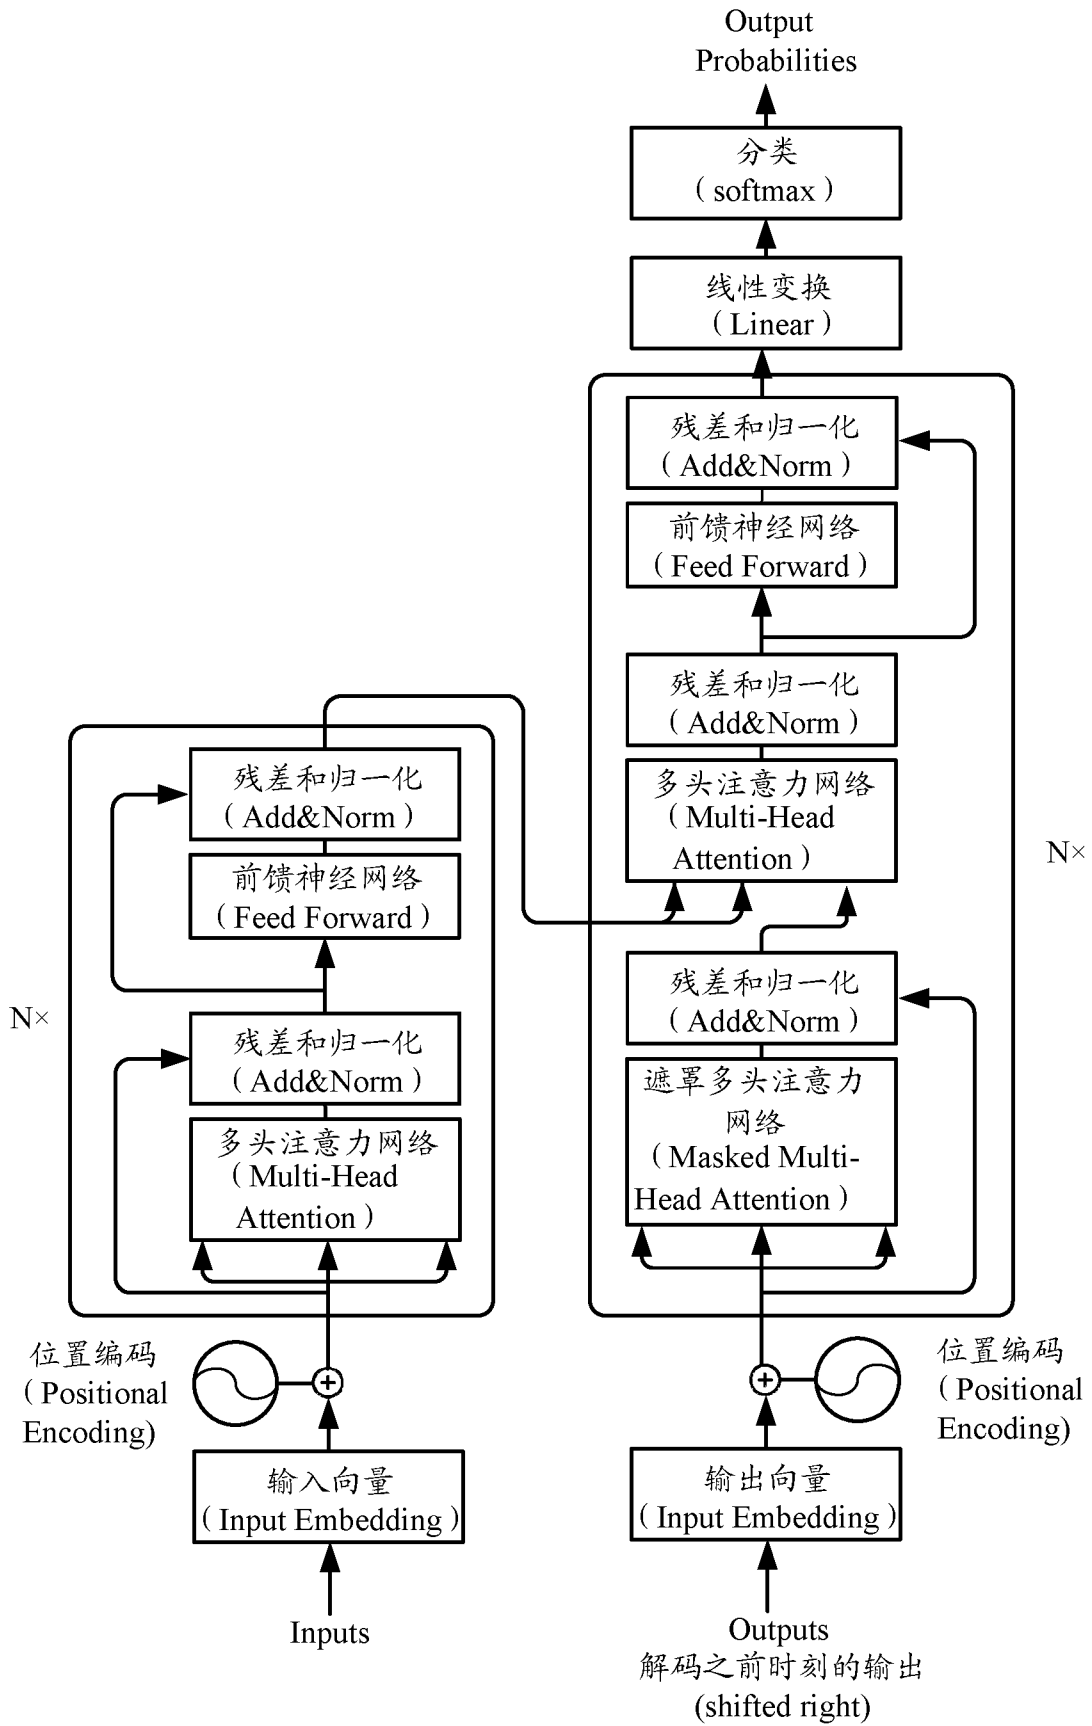 Output
Probabilities
分类
（softmax）
线性变换
（Linear）
残差和归一化
（Add&Norm）
前馈神经网络
（Feed Forward）
残差和归一化
（Add&Norm）
多头注意力网络
（Multi-Head
Attention）
N×
残差和归一化
（Add&Norm）
遮罩多头注意力
网络
（Masked Multi-
Head Attention）
位置编码
（Positional
Encoding)
输出向量
（Input Embedding）
Outputs
解码之前时刻的输出
(shifted right)
残差和归一化
（Add&Norm）
前馈神经网络
（Feed Forward）
N×
残差和归一化
（Add&Norm）
多头注意力网络
（Multi-Head
Attention）
位置编码
（Positional
Encoding)
输入向量
（Input Embedding）
Inputs